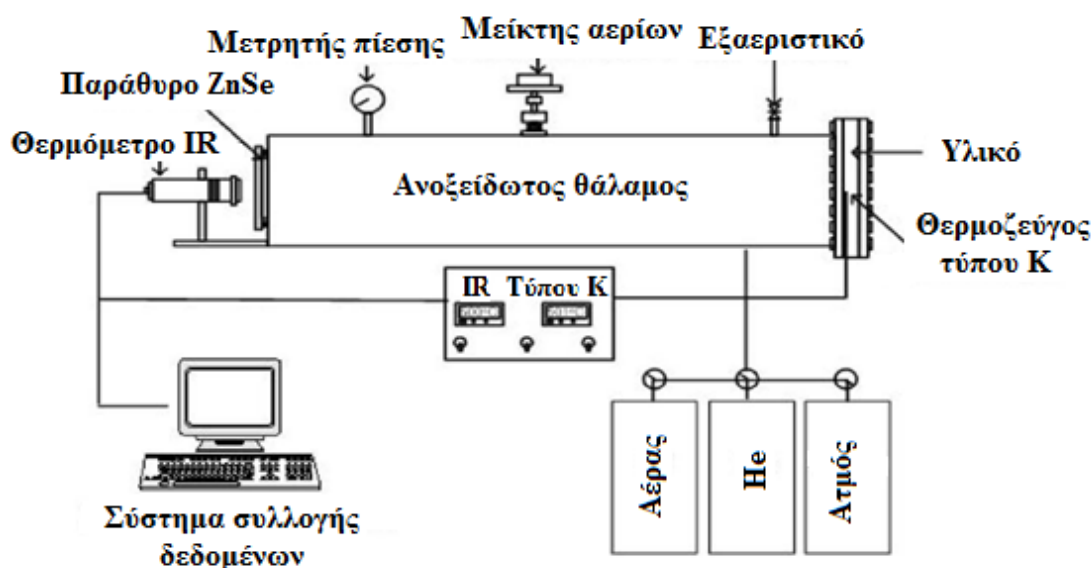 Μετρητής πίεσης
Μείκτης αερίων
Εξαεριστικό
Παράθυρο ZnSe
Θερμόμετρο IR
Υλικό
Ανοξείδωτος θάλαμος
Θερμοζεύγος
τύπου Κ
IR Τύπου Κ
Αέρας
He
Ατμός
Σύστημα συλλογής
δεδομένων